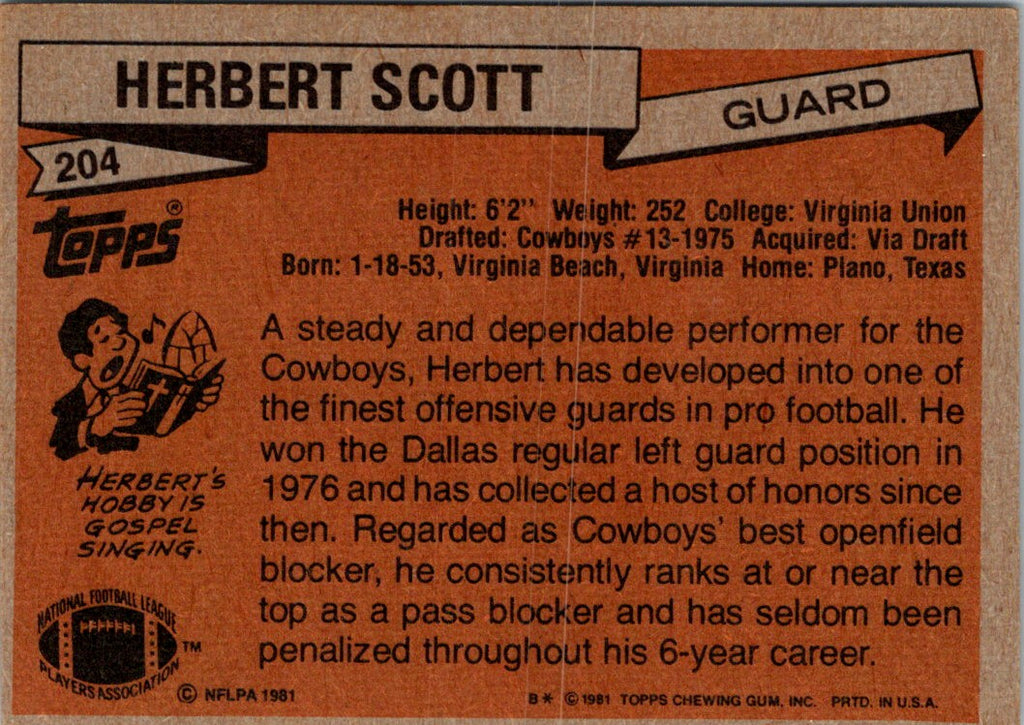 HERBERT SCOTT
GUARD
204
topps®
Height: 6'2" Weight: 252 College: Virginia Union
Drafted: Cowboys #13-1975 Acquired: Via Draft
Born: 1-18-53, Virginia Beach, Virginia Home: Plano, Texas
A steady and dependable performer for the
Cowboys, Herbert has developed into one of
the finest offensive guards in pro football. He
won the Dallas regular left guard position in
1976 and has collected a host of honors since
then. Regarded as Cowboys' best openfield
blocker, he consistently ranks at or near the
top as a pass blocker and has seldom been
penalized throughout his 6-year career.
HERBERT'S
HOBBY IS
GOSPEL
SINGING.
NATIONAL FOOTBALL LEAGUE
PLAYERS ASSOCIATION
™
© NFLPA 1981
B* © 1981 TOPPS CHEWING GUM, INC. PRTD. IN U.S.A.